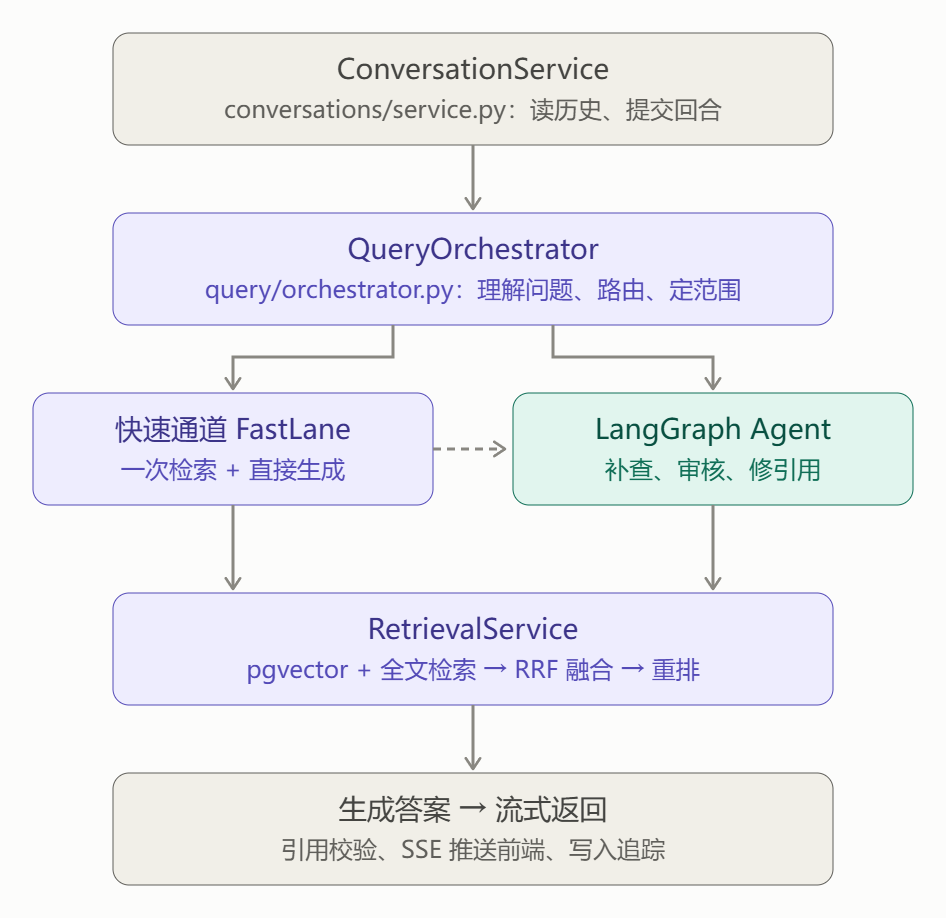 ConversationService
conversations/service.py：读历史、提交回合
QueryOrchestrator
query/orchestrator.py：理解问题、路由、定范围
快速通道 FastLane
一次检索 + 直接生成
LangGraph Agent
补查、审核、修引用
RetrievalService
pgvector + 全文检索 → RRF 融合 → 重排
生成答案 → 流式返回
引用校验、SSE 推送前端、写入追踪